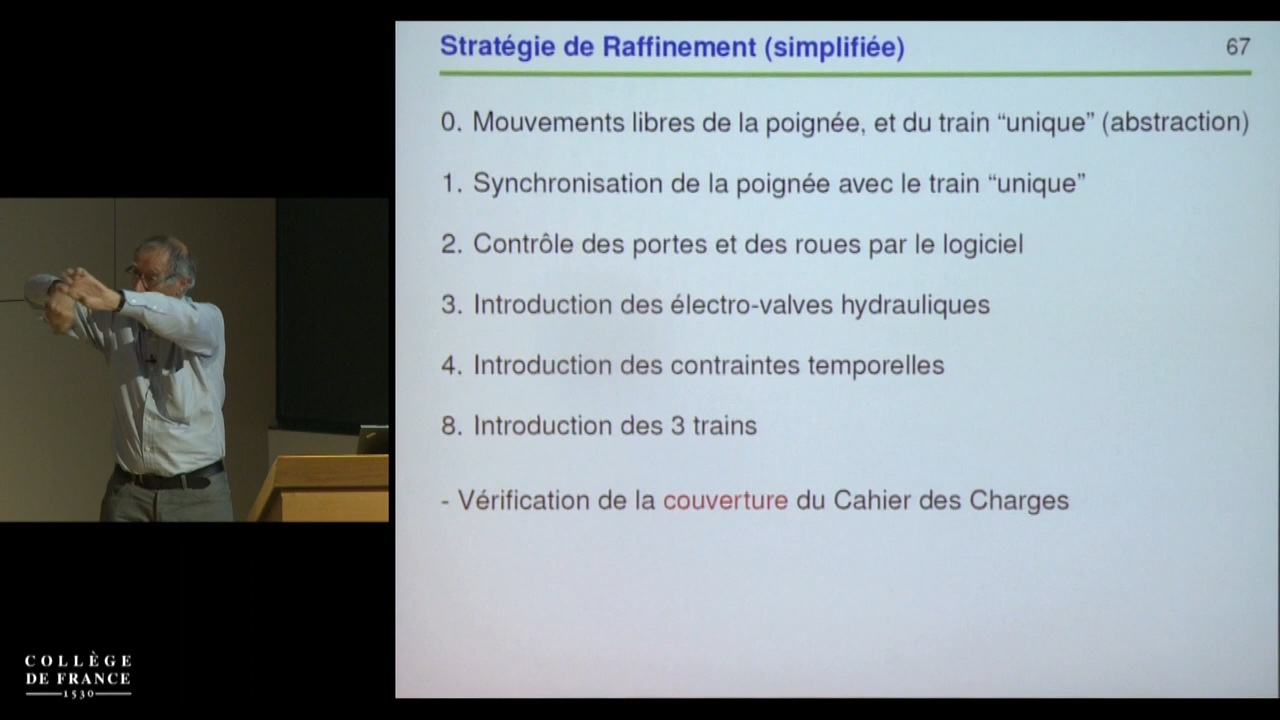 Stratégie de Raffinement (simplifiée)
67
0. Mouvements libres de la poignée, et du train “unique” (abstraction)
1. Synchronisation de la poignée avec le train “unique”
2. Contrôle des portes et des roues par le logiciel
3. Introduction des électro-valves hydrauliques
4. Introduction des contraintes temporelles
8. Introduction des 3 trains
- Vérification de la couverture du Cahier des Charges
COLLÈGE
DE FRANCE
1530